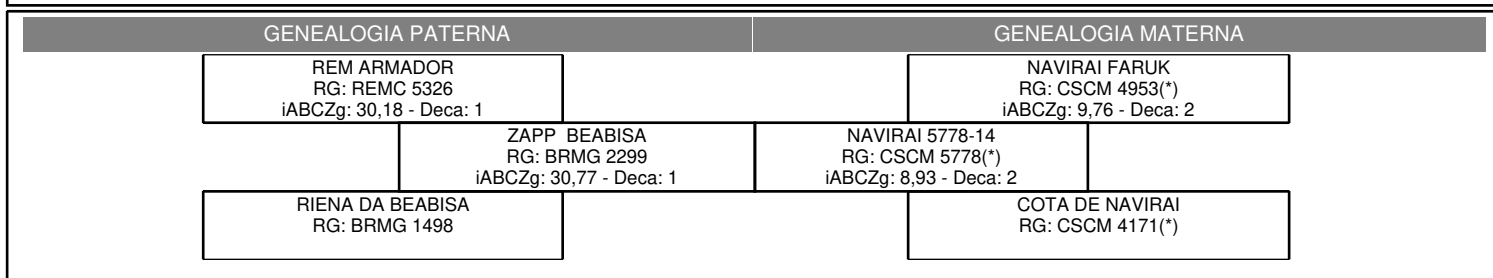 GENEALOGIA PATERNA
GENEALOGIA MATERNA
REM ARMADOR
RG: REMC 5326
iABCZg: 30,18 - Deca: 1
NAVIRAI FARUK
RG: CSCM 4953(*)
iABCZg: 9,76 - Deca: 2
ZAPP BEABISA
RG: BRMG 2299
iABCZg: 30,77 - Deca: 1
NAVIRAI 5778-14
RG: CSCM 5778(*)
iABCZg: 8,93 - Deca: 2
RIENA DA BEABISA
RG: BRMG 1498
COTA DE NAVIRAI
RG: CSCM 4171(*)